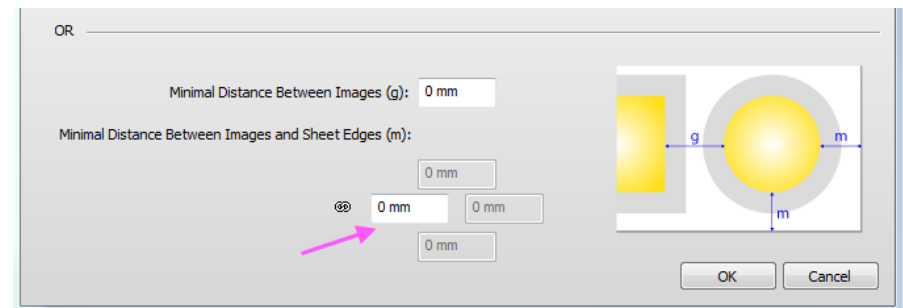 OR
Minimal Distance Between Images (g): 0 mm
Minimal Distance Between Images and Sheet Edges (m):
0 mm
0 mm 0 mm
0 mm
g
m
m
OK Cancel